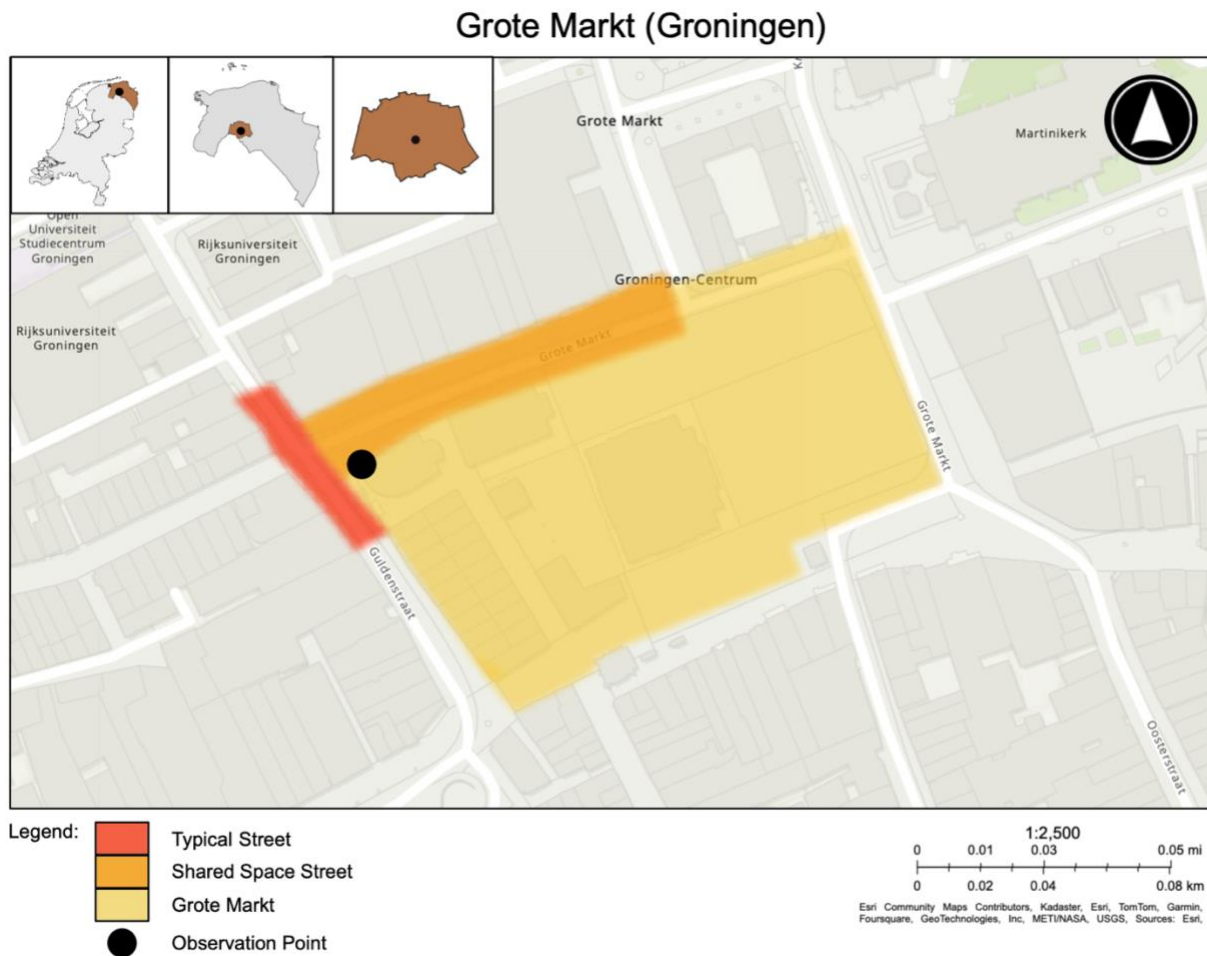 Grote Markt (Groningen)
Grote Markt
Martinikerk
Open
Universiteit
Studiecentrum
Groningen
Rijksuniversiteit
Groningen
Groningen-Centrum
Rijksuniversiteit
Groningen
Grote Markt
Grote Markt
Guldenstraat
Oosterstraat
Legend:
Typical Street
Shared Space Street
Grote Markt
Observation Point
1:2,500
0 0.01 0.03 0.05 mi
0 0.02 0.04 0.08 km
Esri Community Maps Contributors, Kadaster, Esri, TomTom, Garmin,
Foursquare, GeoTechnologies, Inc, METI/NASA, USGS, Sources: Esri,